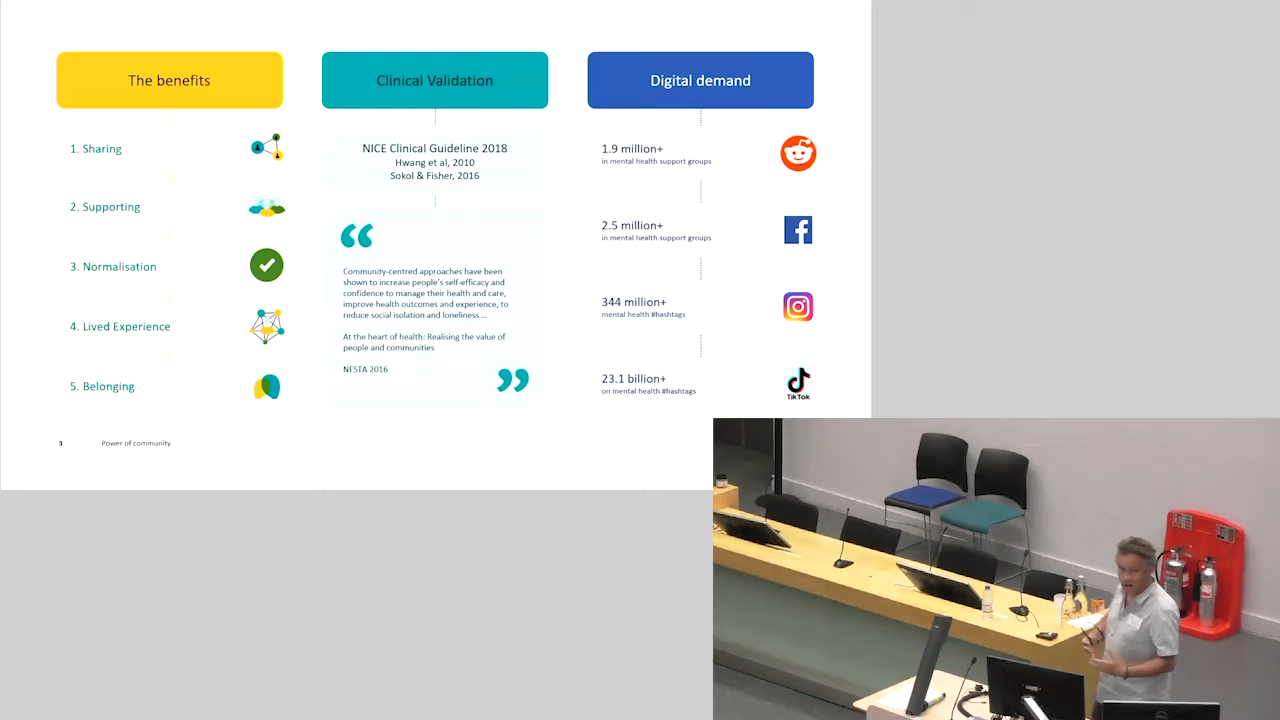 The benefits
1. Sharing
2. Supporting
3. Normalisation
4. Lived Experience
5. Belonging
Clinical Validation
NICE Clinical Guideline 2018
Hwang et al, 2010
Sokol & Fisher, 2016
“
Community-centred approaches have been
shown to increase people's self-efficacy and
confidence to manage their health and care,
improve health outcomes and experience, to
reduce social isolation and loneliness ...
At the heart of health: Realising the value of
people and communities
NESTA 2016
”
Digital demand
1.9 million+
in mental health support groups
2.5 million+
in mental health support groups
344 million+
mental health #hashtags
23.1 billion+
on mental health #hashtags
TikTok
3 Power of community